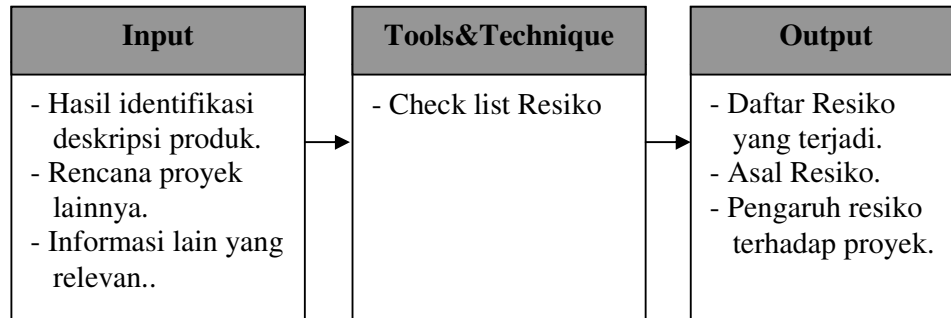 Input
- Hasil identifikasi
deskripsi produk.
- Rencana proyek
lainnya.
- Informasi lain yang
relevan..
Tools&Technique
- Check list Resiko
Output
- Daftar Resiko
yang terjadi.
- Asal Resiko.
- Pengaruh resiko
terhadap proyek.